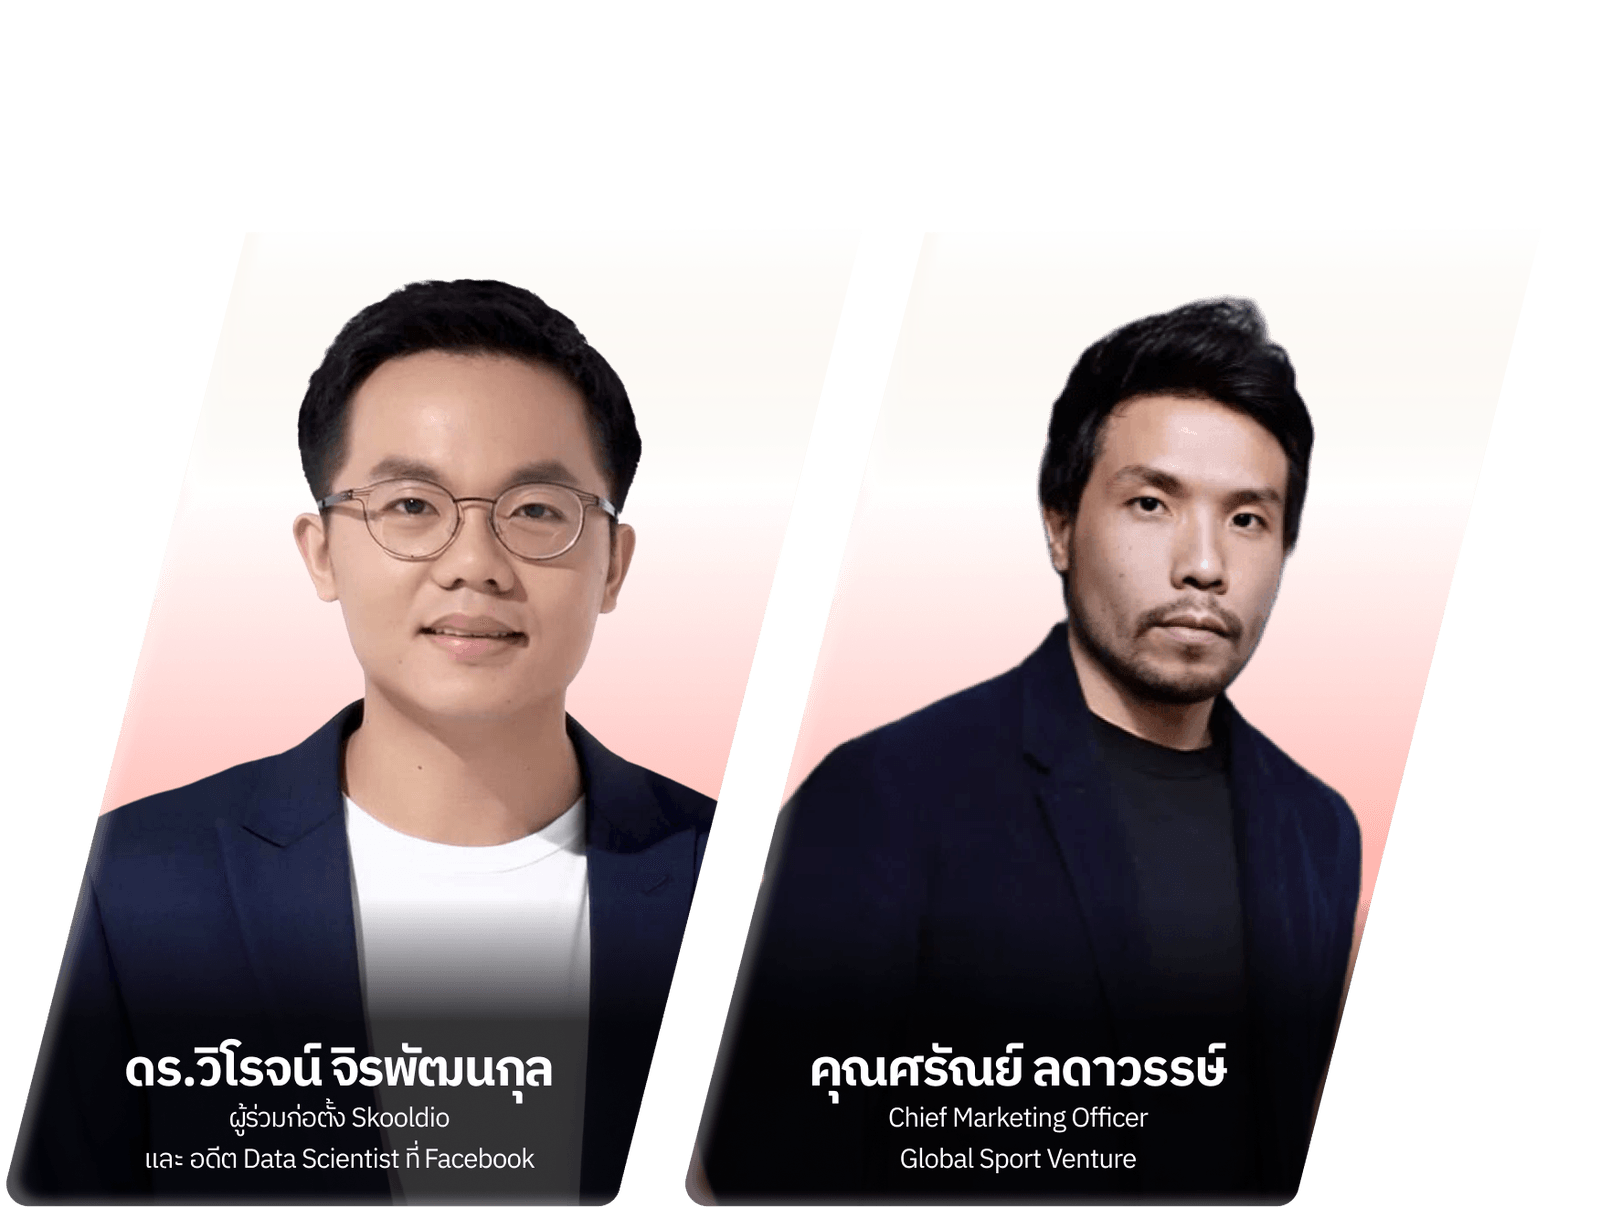 ดร.วิโรจน์ จิรพัฒนกุล
ผู้ร่วมก่อตั้ง Skooldio
และ อดีต Data Scientist ที่ Facebook
คุณศรัณย์ ลดาวรรษ์
Chief Marketing Officer
Global Sport Venture